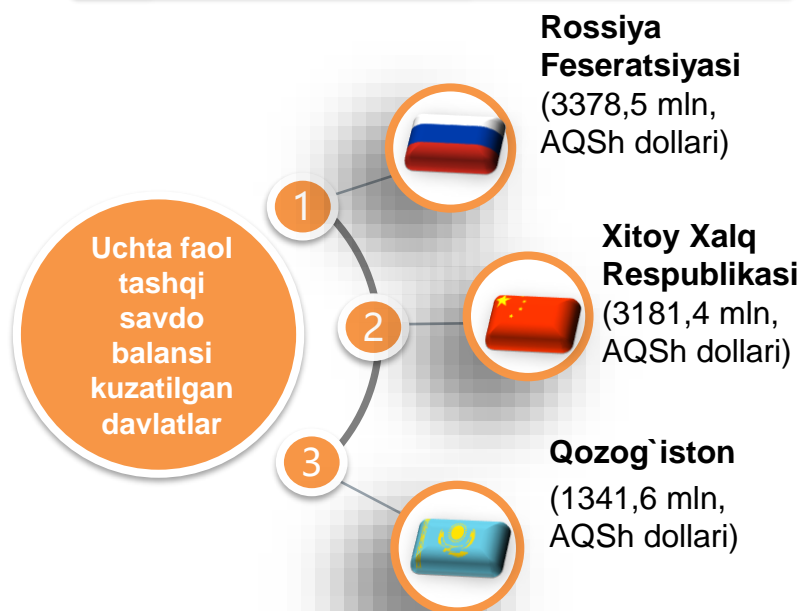 Uchta faol
tashqi
savdo
balansi
kuzatilgan
davlatlar
1
Rossiya
Feseratsiyasi
(3378,5 mln,
AQSh dollari)
2
Xitoy Xalq
Respublikasi
(3181,4 mln,
AQSh dollari)
3
Qozog`iston
(1341,6 mln,
AQSh dollari)